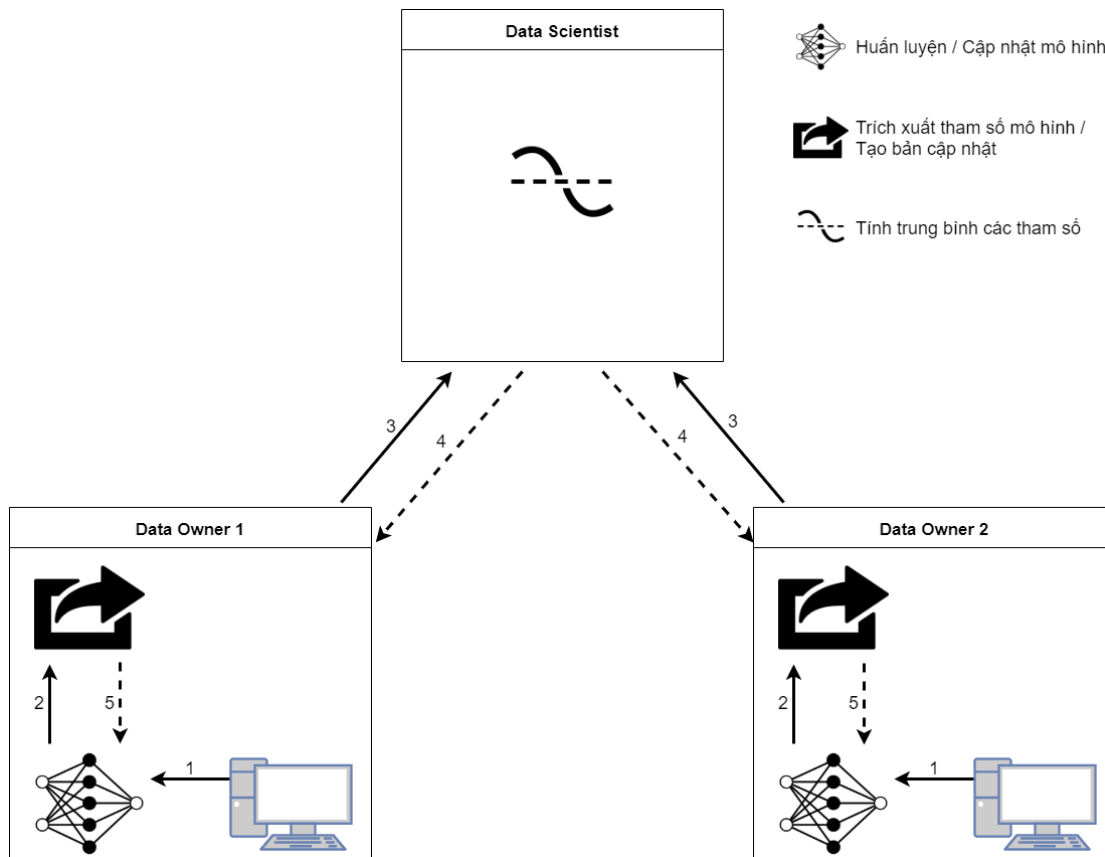 Data Scientist
Huấn luyện / Cập nhật mô hình
Trích xuất tham số mô hình /
Tạo bản cập nhật
Tính trung bình các tham số
3
4
4
3
Data Owner 1
Data Owner 2
2
5
2
5
1
1